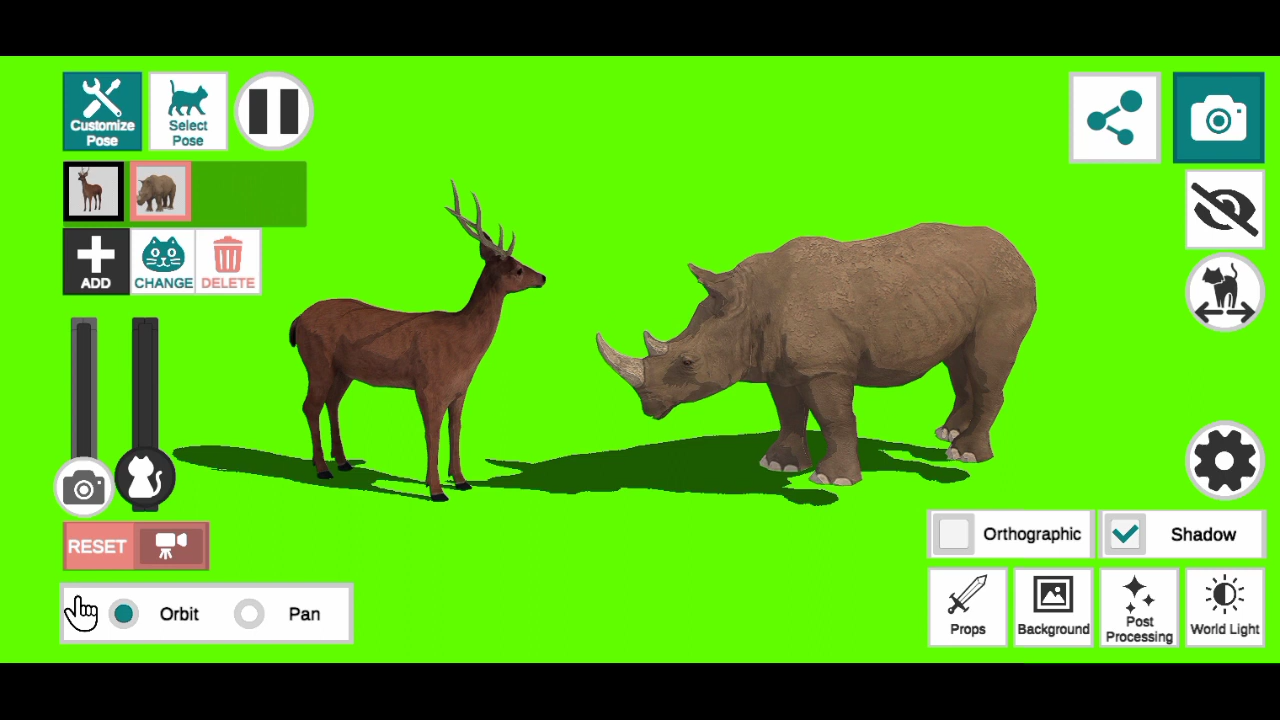 Customize
Pose
Select
Pose
ADD
CHANGE
DELETE
RESET
Orbit
Pan
Orthographic
Shadow
Props
Background
Post
Processing
World Light